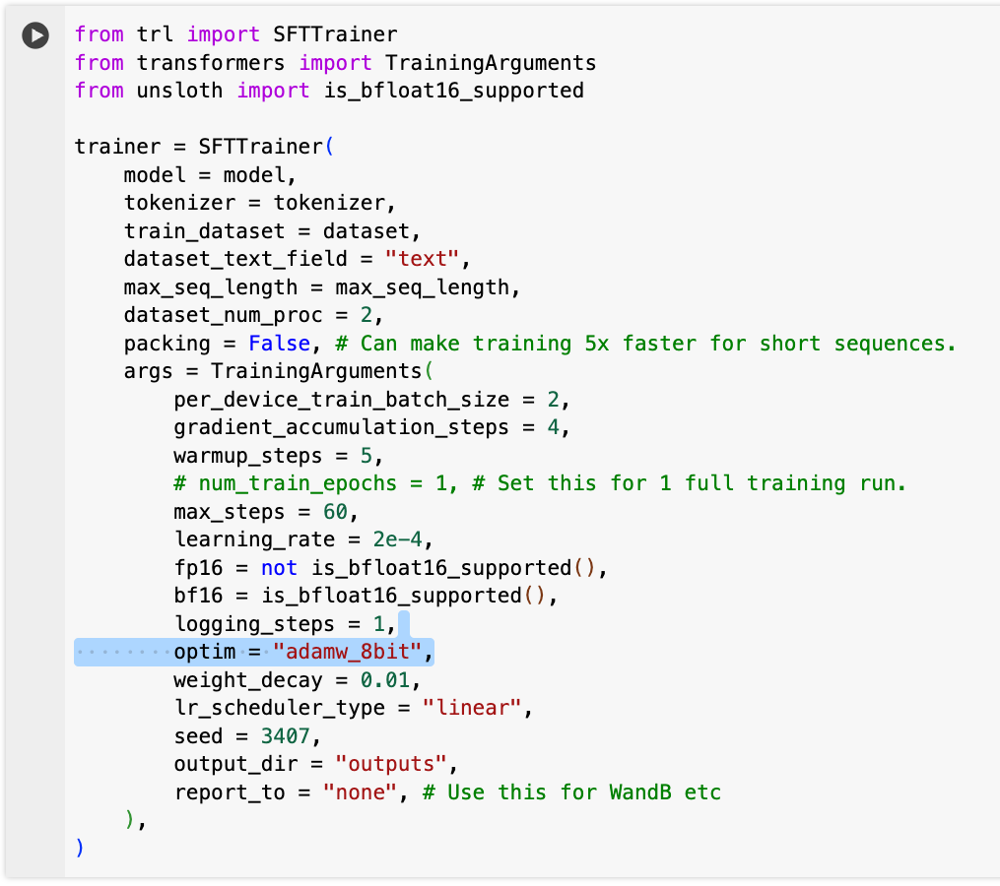 from trl import SFTTrainer
from transformers import TrainingArguments
from unsloth import is_bfloat16_supported
trainer = SFTTrainer(
    model = model,
    tokenizer = tokenizer,
    train_dataset = dataset,
    dataset_text_field = "text",
    max_seq_length = max_seq_length,
    dataset_num_proc = 2,
    packing = False, # Can make training 5x faster for short sequences.
    args = TrainingArguments(
        per_device_train_batch_size = 2,
        gradient_accumulation_steps = 4,
        warmup_steps = 5,
        # num_train_epochs = 1, # Set this for 1 full training run.
        max_steps = 60,
        learning_rate = 2e-4,
        fp16 = not is_bfloat16_supported(),
        bf16 = is_bfloat16_supported(),
        logging_steps = 1,
        optim = "adamw_8bit",
        weight_decay = 0.01,
        lr_scheduler_type = "linear",
        seed = 3407,
        output_dir = "outputs",
        report_to = "none", # Use this for WandB etc
    ),
)